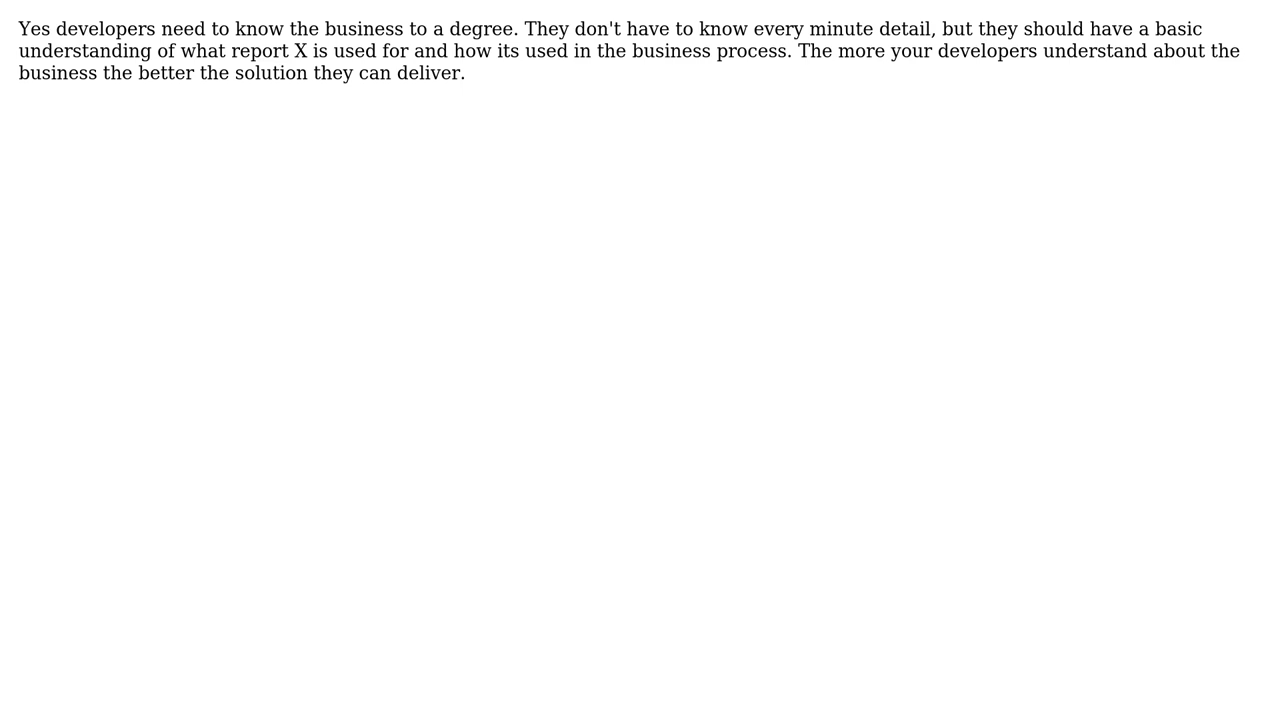 Yes developers need to know the business to a degree. They don't have to know every minute detail, but they should have a basic
understanding of what report X is used for and how its used in the business process. The more your developers understand about the
business the better the solution they can deliver.